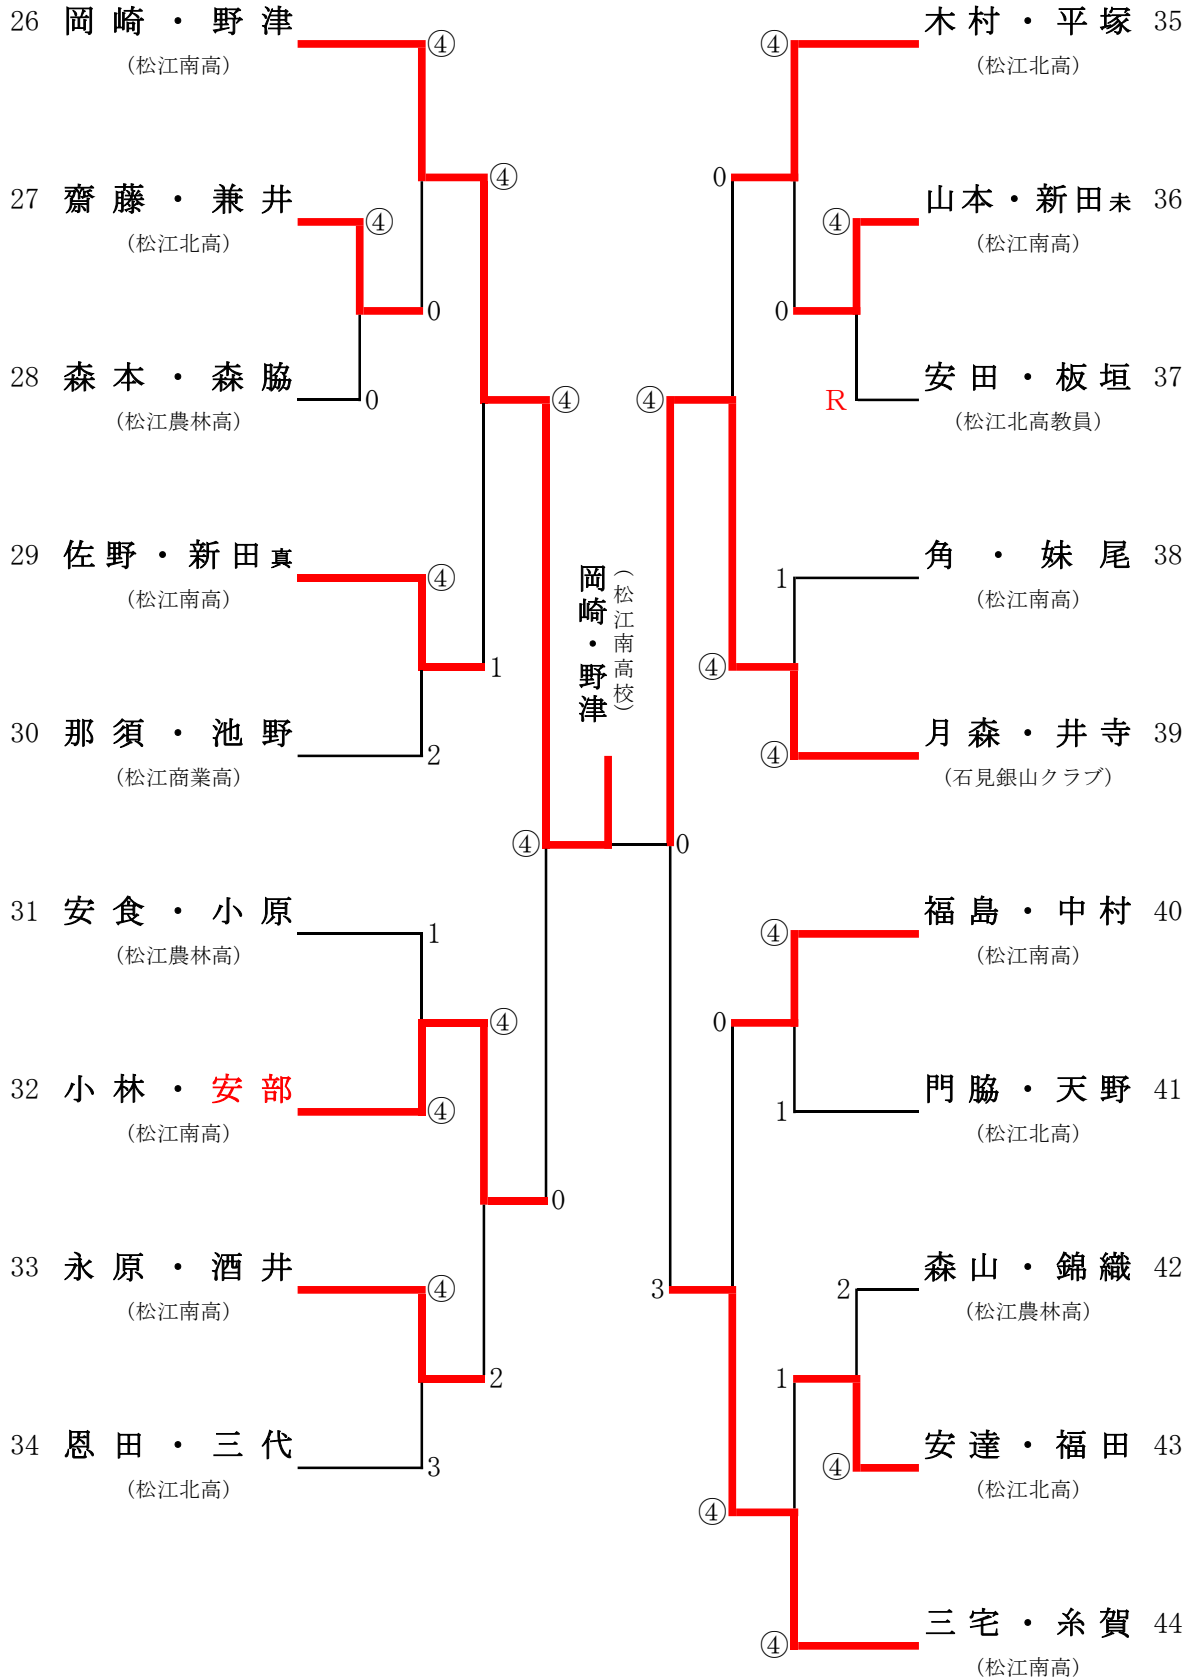 26 岡崎・野津
(松江南高)
④
27 齋藤・兼井
(松江北高)
④
④
0
28 森本・森脇
(松江農林高)
0
④
29 佐野・新田真
(松江南高)
④
1
30 那須・池野
(松江商業高)
2
④
31 安食・小原
(松江農林高)
1
④
32 小林・安部
(松江南高)
④
0
33 永原・酒井
(松江南高)
④
2
34 恩田・三代
(松江北高)
3
岡崎・野津
(松江南高校)
木村・平塚 35
(松江北高)
④
0
山本・新田未 36
(松江南高)
④
0
安田・板垣 37
(松江北高教員)
R
④
角・妹尾 38
(松江南高)
1
④
月森・井寺 39
(石見銀山クラブ)
④
0
福島・中村 40
(松江南高)
④
0
門脇・天野 41
(松江北高)
1
3
森山・錦織 42
(松江農林高)
2
1
安達・福田 43
(松江北高)
④
④
三宅・糸賀 44
(松江南高)
④